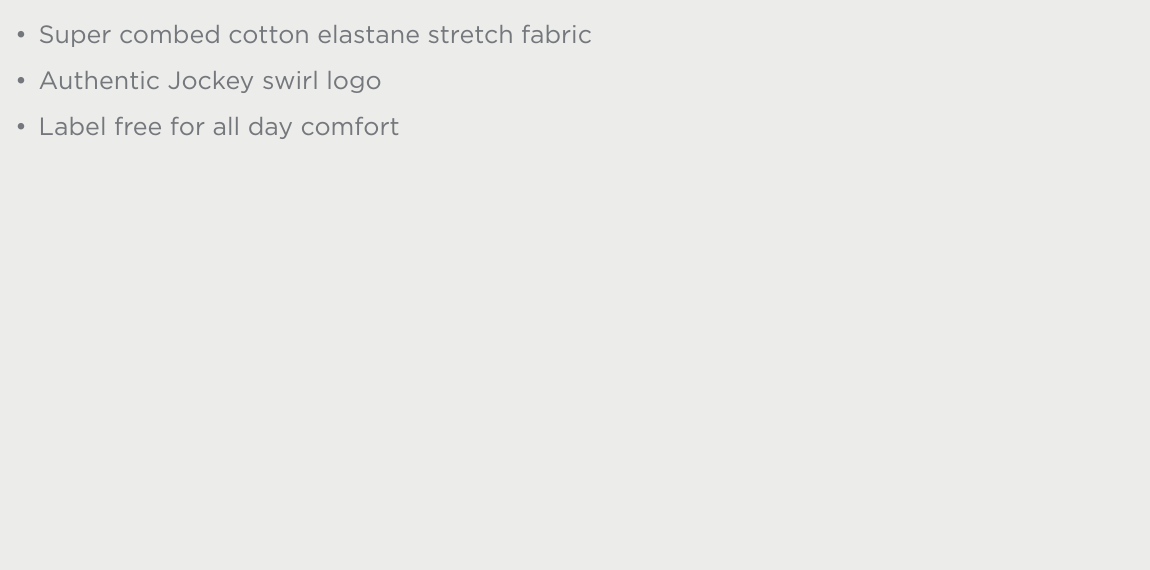 • Super combed cotton elastane stretch fabric
• Authentic Jockey swirl logo
• Label free for all day comfort